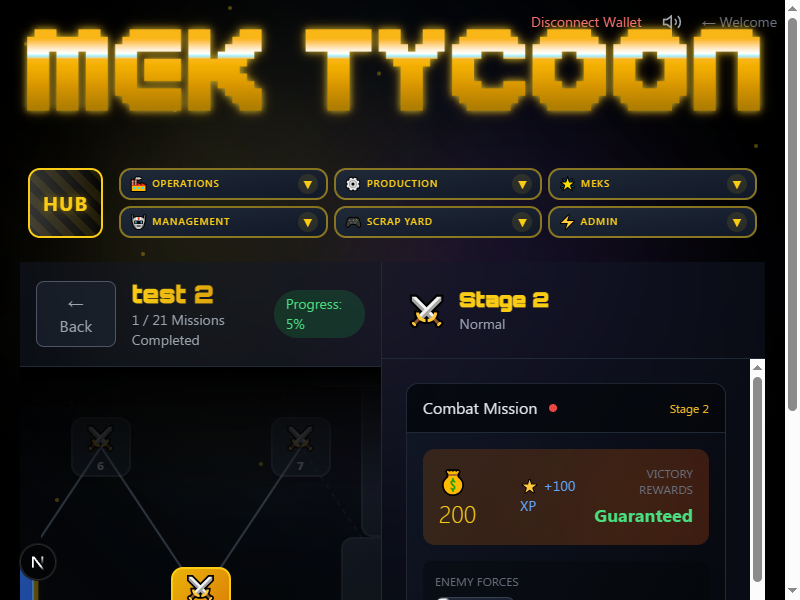 Disconnect Wallet
← Welcome
MEK TYCOON
HUB
OPERATIONS ▼
PRODUCTION ▼
MEKS ▼
MANAGEMENT ▼
SCRAP YARD ▼
ADMIN ▼
←
Back
test 2
1 / 21 Missions
Completed
Progress:
5%
Stage 2
Normal
6
7
N
Combat Mission
Stage 2
$
200
+100
XP
VICTORY
REWARDS
Guaranteed
ENEMY FORCES